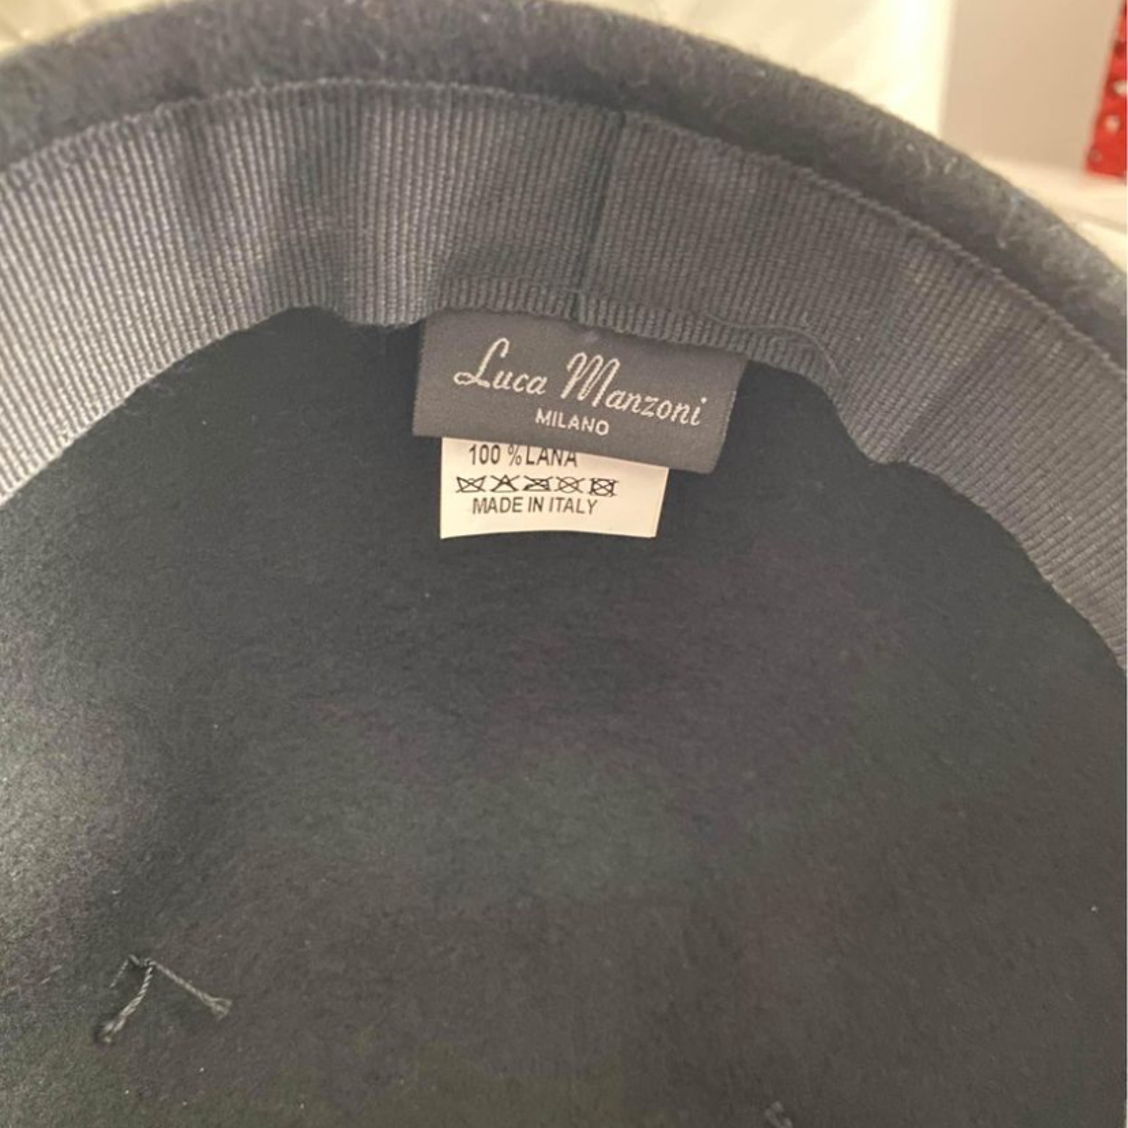 Luca Manzoni
MILANO
100 % LANA
MADE IN ITALY